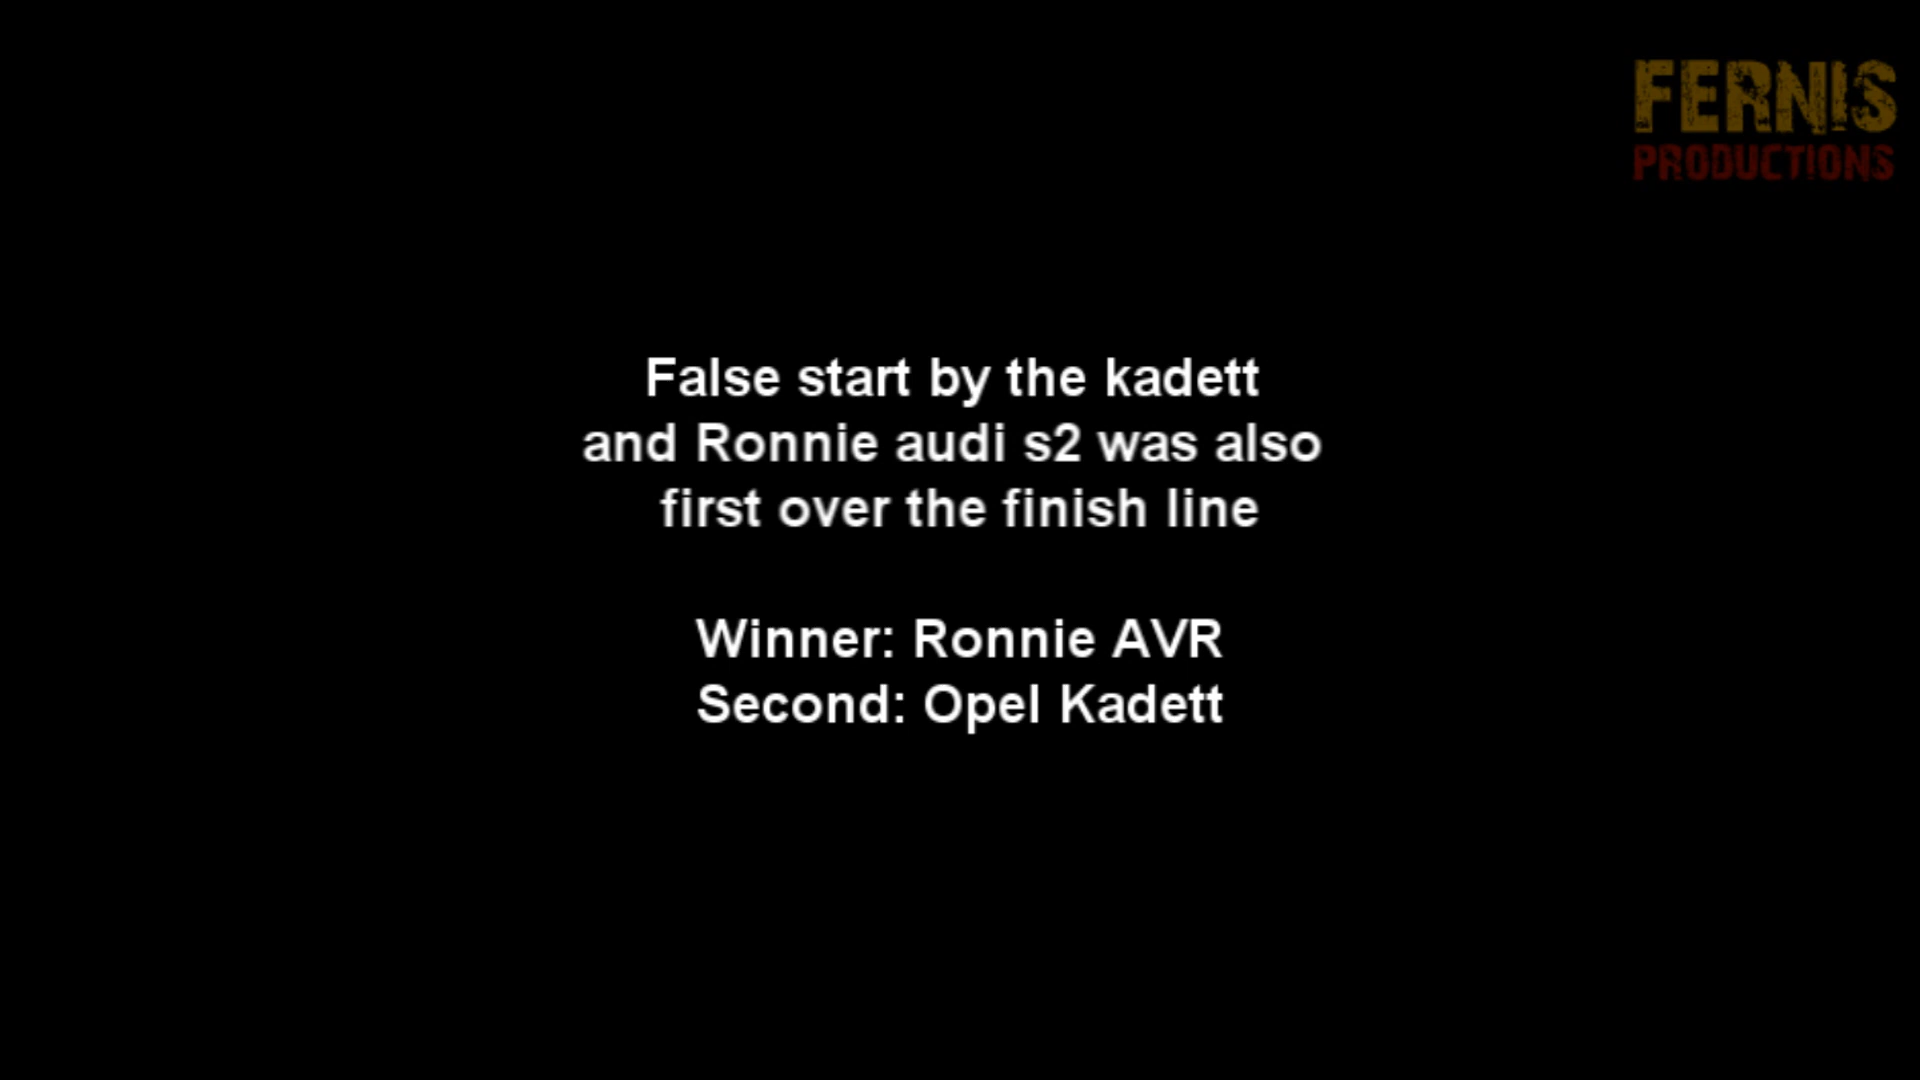 FERNIS
PRODUCTIONS
False start by the kadett
and Ronnie audi s2 was also
first over the finish line
Winner: Ronnie AVR
Second: Opel Kadett